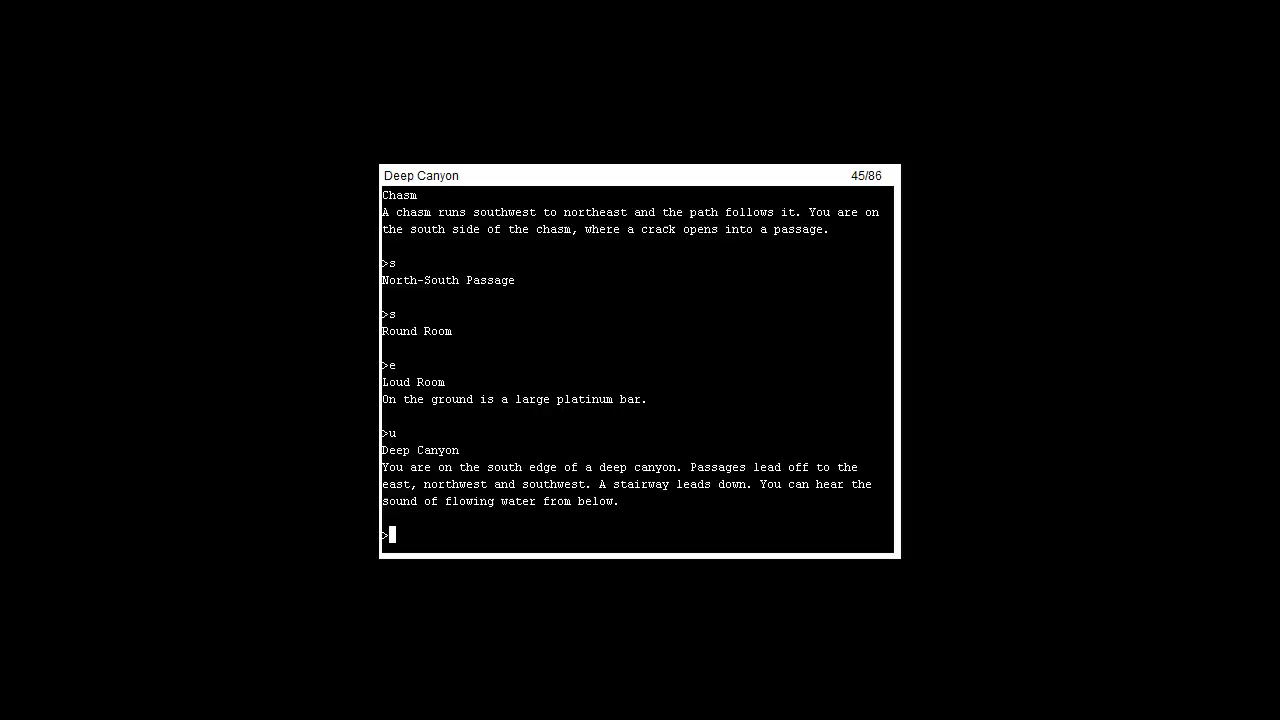 Deep Canyon 45/86
Chasm
A chasm runs southwest to northeast and the path follows it. You are on
the south side of the chasm, where a crack opens into a passage.
>s
North-South Passage
>s
Round Room
>e
Loud Room
On the ground is a large platinum bar.
>u
Deep Canyon
You are on the south edge of a deep canyon. Passages lead off to the
east, northwest and southwest. A stairway leads down. You can hear the
sound of flowing water from below.
>